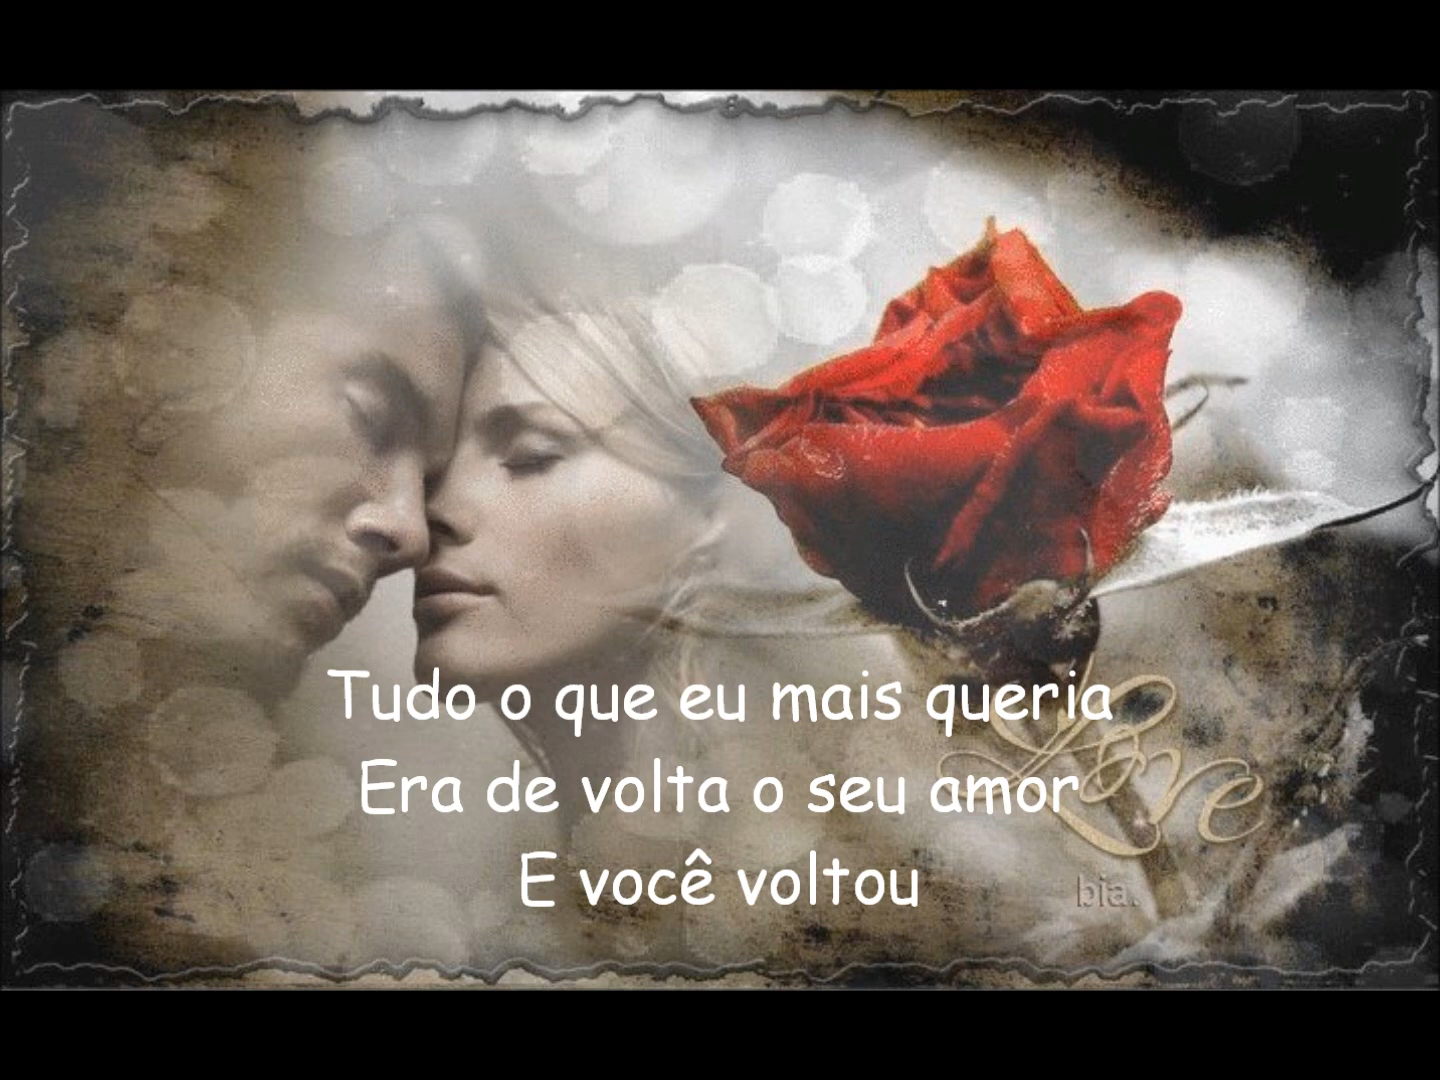 Tudo o que eu mais queria
Era de volta o seu amor
E você voltou
Love
bia.